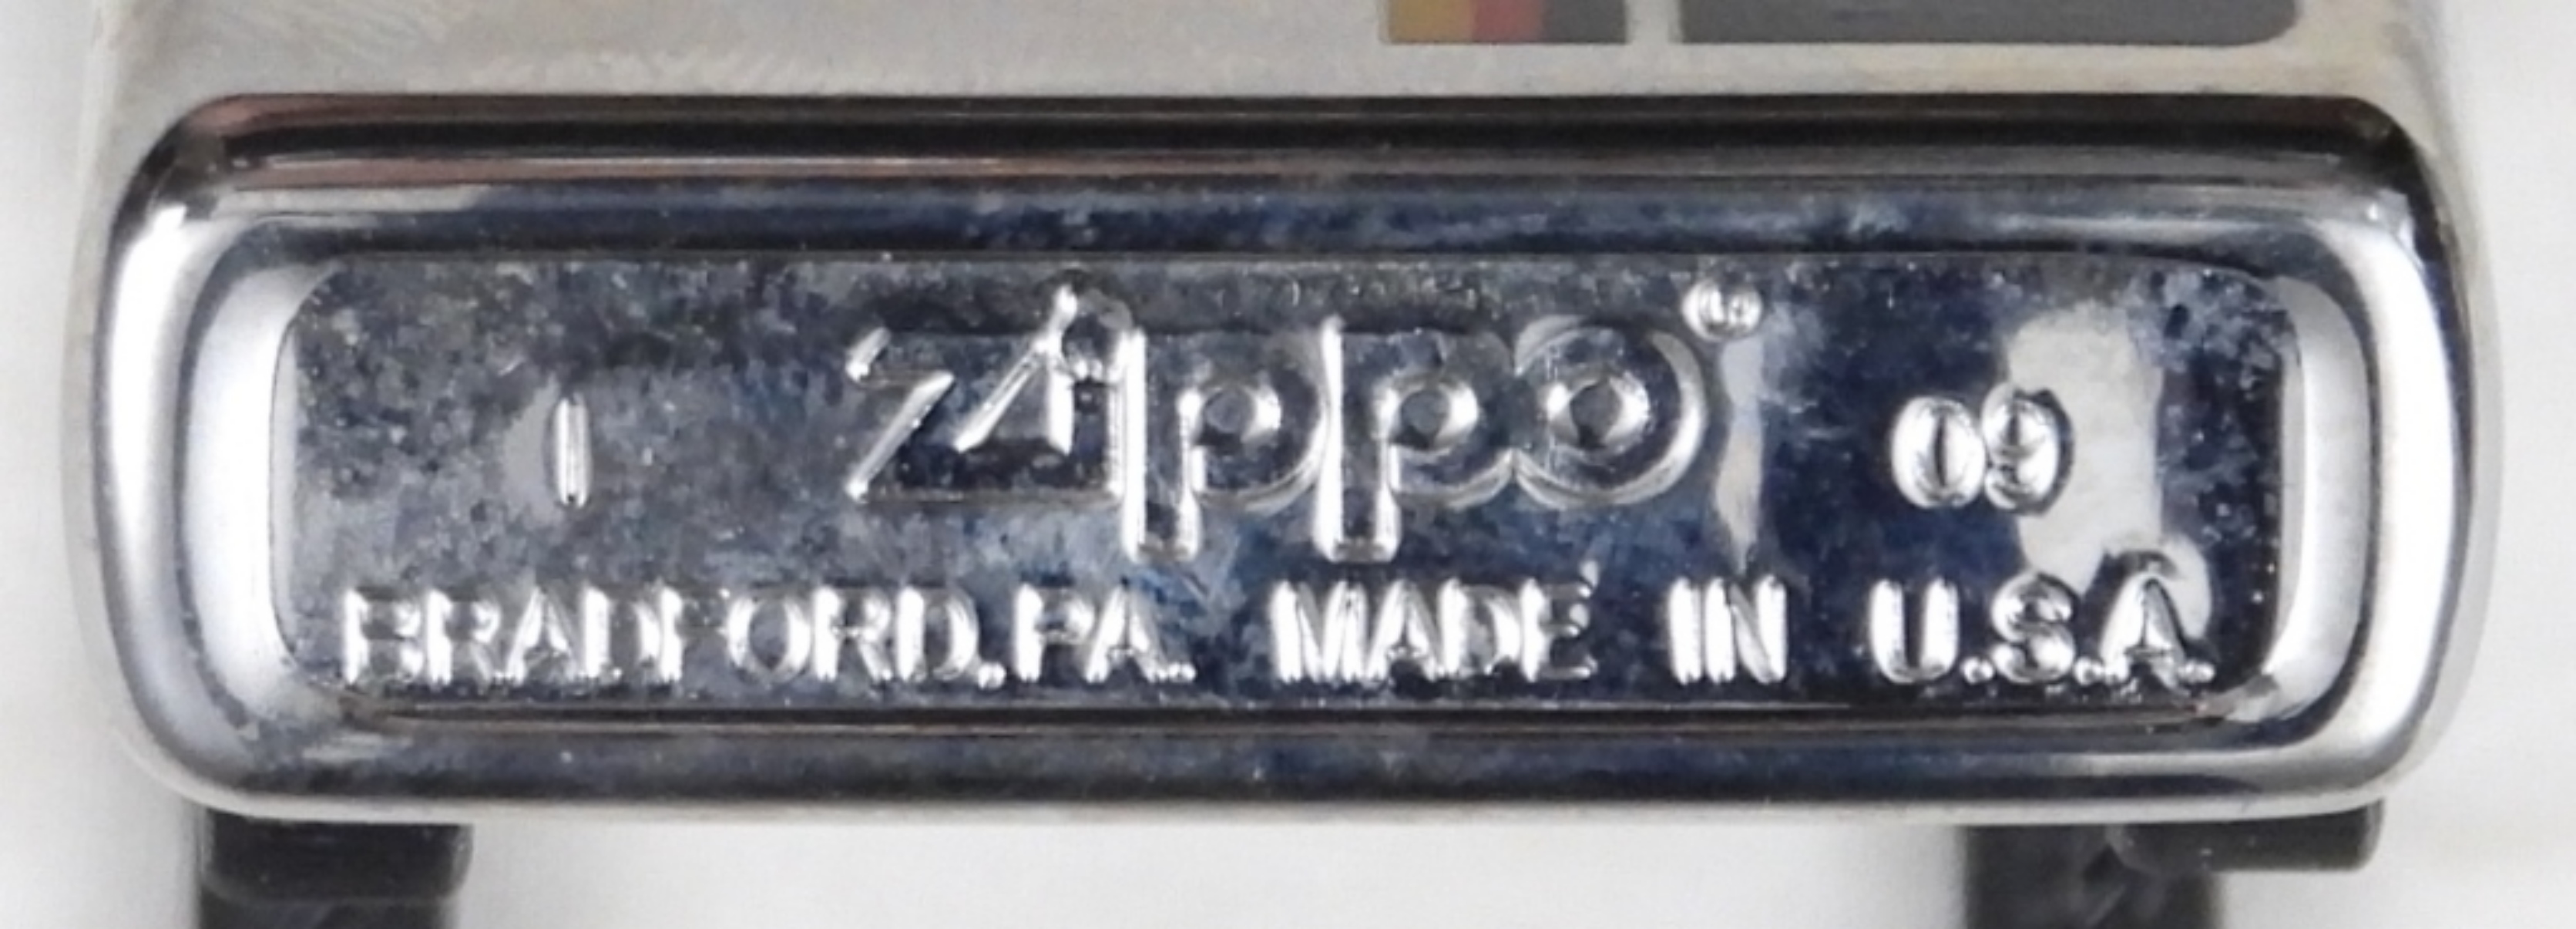 I Zippo® 09
BRADFORD, PA. MADE IN U.S.A.